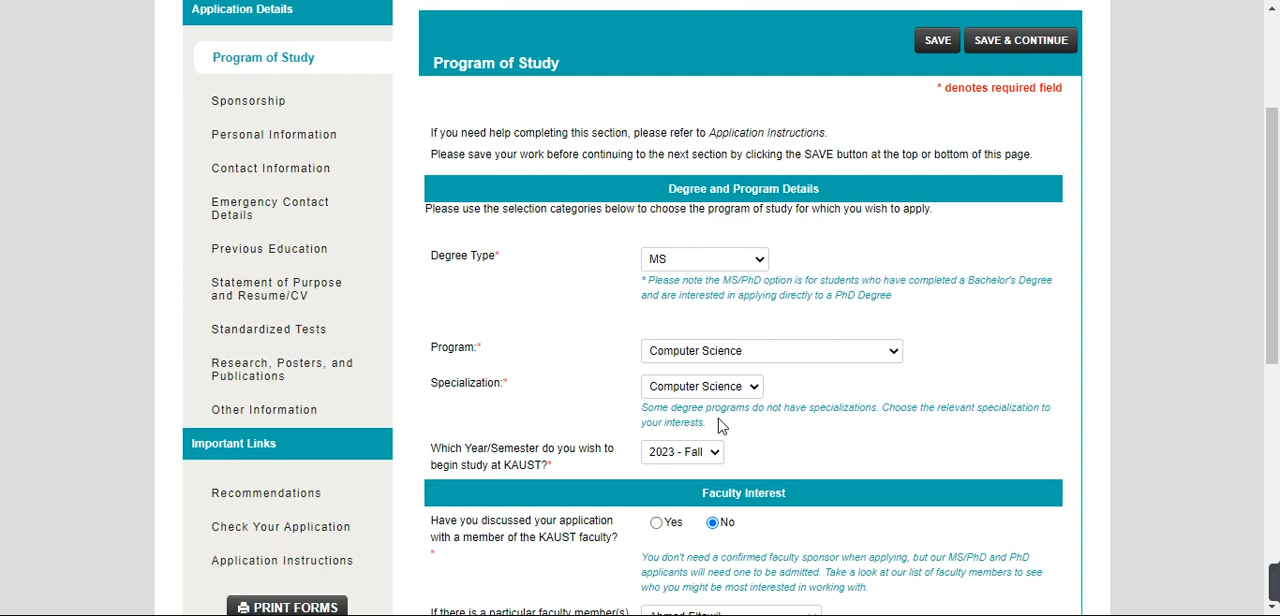 Application Details
Program of Study
Sponsorship
Personal Information
Contact Information
Emergency Contact
Details
Previous Education
Statement of Purpose
and Resume/CV
Standardized Tests
Research, Posters, and
Publications
Other Information
Important Links
Recommendations
Check Your Application
Application Instructions
PRINT FORMS
SAVE
SAVE & CONTINUE
Program of Study
* denotes required field
If you need help completing this section, please refer to Application Instructions.
Please save your work before continuing to the next section by clicking the SAVE button at the top or bottom of this page.
Degree and Program Details
Please use the selection categories below to choose the program of study for which you wish to apply.
Degree Type*
MS
* Please note the MS/PhD option is for students who have completed a Bachelor's Degree
and are interested in applying directly to a PhD Degree
Program:*
Computer Science
Specialization:*
Computer Science
Some degree programs do not have specializations. Choose the relevant specialization to
your interests.
Which Year/Semester do you wish to
begin study at KAUST?*
2023 - Fall
Faculty Interest
Have you discussed your application
with a member of the KAUST faculty?
*
Yes
No
You don't need a confirmed faculty sponsor when applying, but our MS/PhD and PhD
applicants will need one to be admitted. Take a look at our list of faculty members to see
who you might be most interested in working with.
If there is a particular faculty member(s)
Ahmed Eltawil